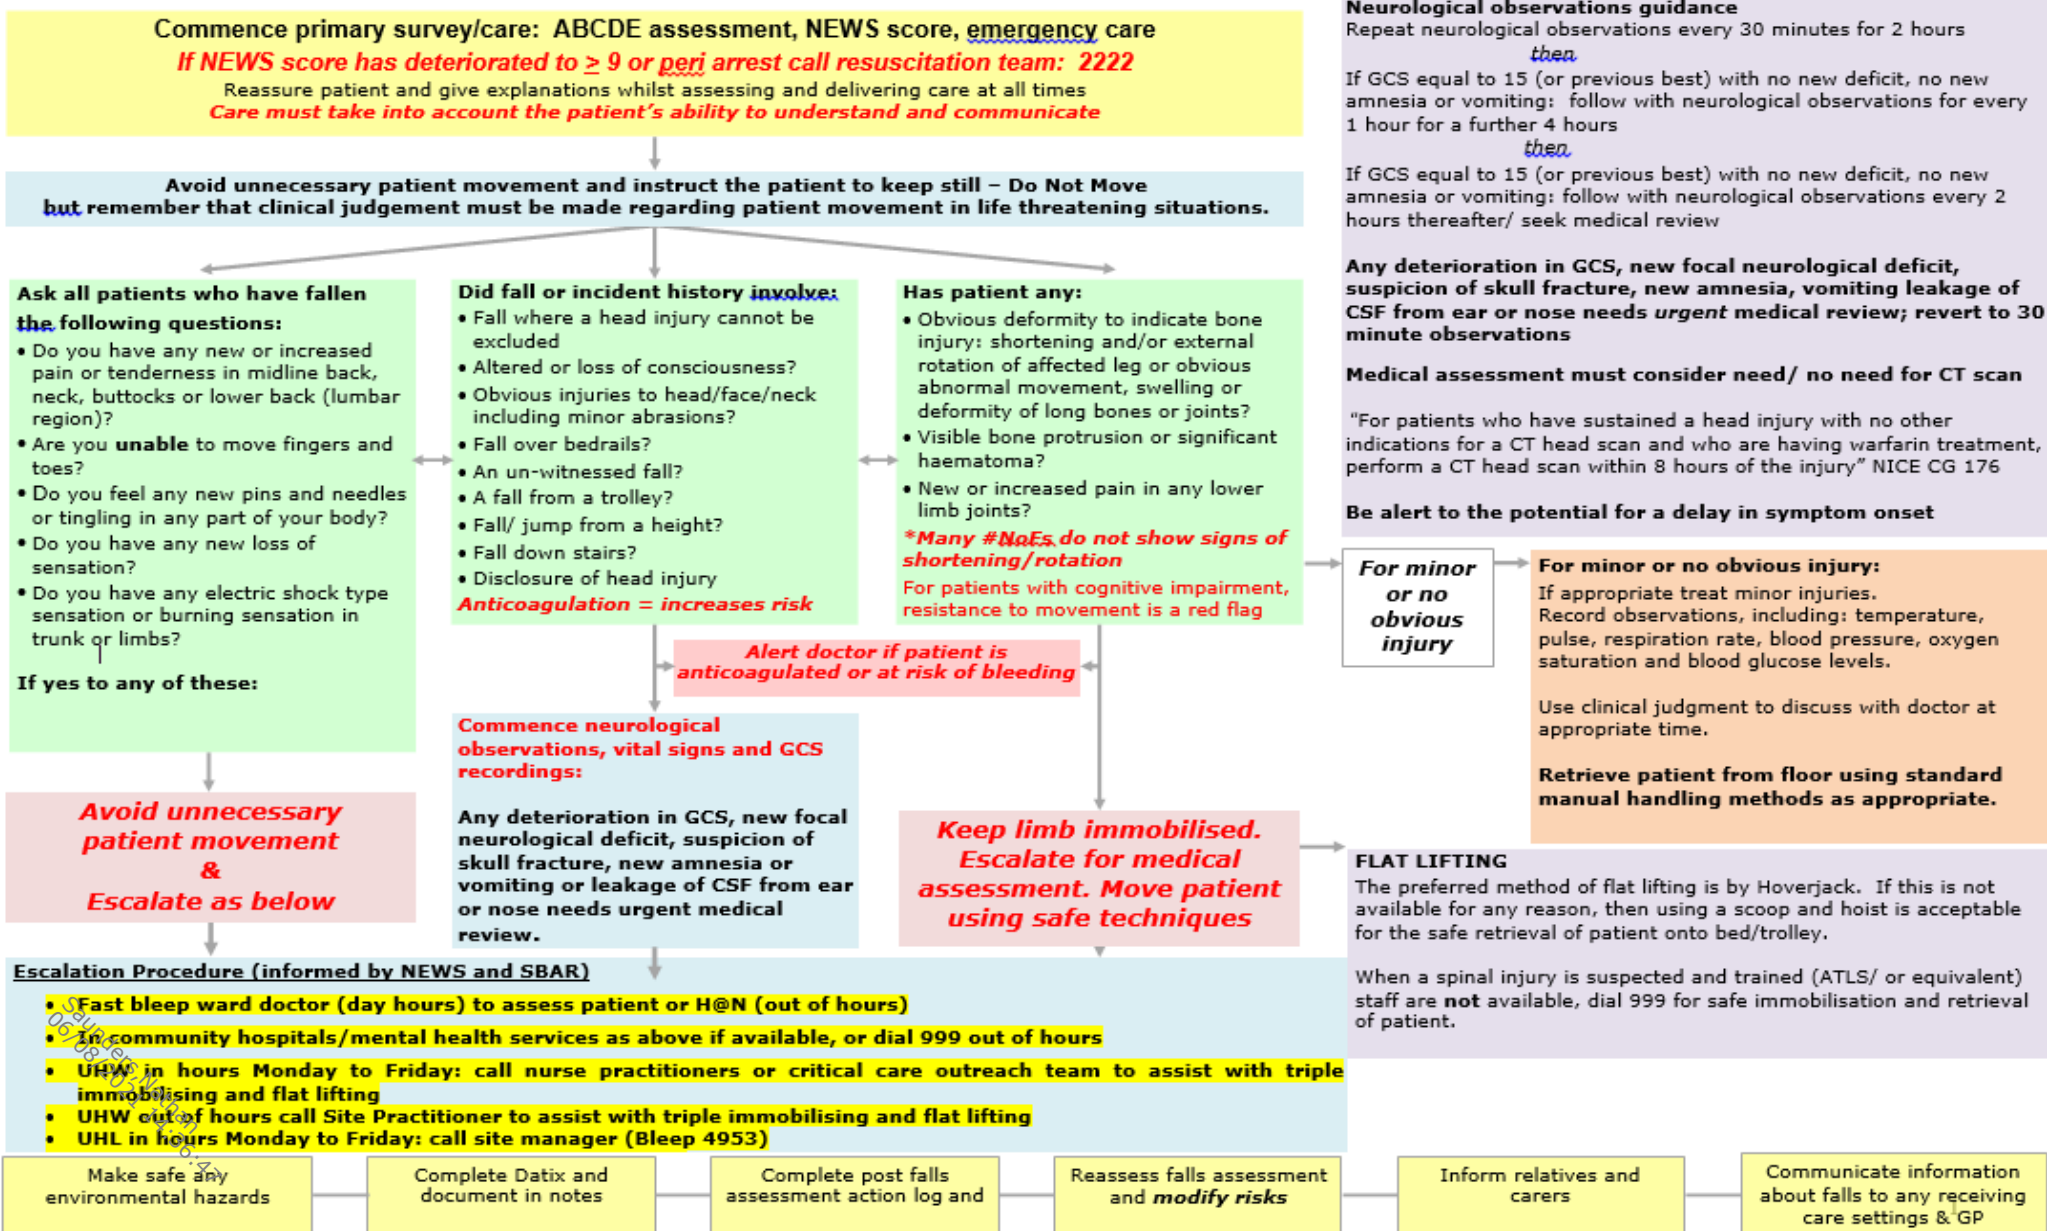 Commence primary survey/care: ABCDE assessment, NEWS score, emergency care
If NEWS score has deteriorated to ≥ 9 or peri arrest call resuscitation team: 2222
Reassure patient and give explanations whilst assessing and delivering care at all times
Care must take into account the patient's ability to understand and communicate
Avoid unnecessary patient movement and instruct the patient to keep still – Do Not Move
but remember that clinical judgement must be made regarding patient movement in life threatening situations.
Ask all patients who have fallen
the following questions:
• Do you have any new or increased
pain or tenderness in midline back,
neck, buttocks or lower back (lumbar
region)?
• Are you unable to move fingers and
toes?
• Do you feel any new pins and needles
or tingling in any part of your body?
• Do you have any new loss of
sensation?
• Do you have any electric shock type
sensation or burning sensation in
trunk or limbs?
If yes to any of these:
Avoid unnecessary
patient movement
&
Escalate as below
Did fall or incident history involve:
• Fall where a head injury cannot be
excluded
• Altered or loss of consciousness?
• Obvious injuries to head/face/neck
including minor abrasions?
• Fall over bedrails?
• An un-witnessed fall?
• A fall from a trolley?
• Fall/ jump from a height?
• Fall down stairs?
• Disclosure of head injury
Anticoagulation = increases risk
Has patient any:
• Obvious deformity to indicate bone
injury: shortening and/or external
rotation of affected leg or obvious
abnormal movement, swelling or
deformity of long bones or joints?
• Visible bone protrusion or significant
haematoma?
• New or increased pain in any lower
limb joints?
*Many #NoFs do not show signs of
shortening/rotation
For patients with cognitive impairment,
resistance to movement is a red flag
Alert doctor if patient is
anticoagulated or at risk of bleeding
Commence neurological
observations, vital signs and GCS
recordings:
Any deterioration in GCS, new focal
neurological deficit, suspicion of
skull fracture, new amnesia or
vomiting or leakage of CSF from ear
or nose needs urgent medical
review.
Keep limb immobilised.
Escalate for medical
assessment. Move patient
using safe techniques
Neurological observations guidance
Repeat neurological observations every 30 minutes for 2 hours
then
If GCS equal to 15 (or previous best) with no new deficit, no new
amnesia or vomiting: follow with neurological observations for every
1 hour for a further 4 hours
then
If GCS equal to 15 (or previous best) with no new deficit, no new
amnesia or vomiting: follow with neurological observations every 2
hours thereafter/ seek medical review
Any deterioration in GCS, new focal neurological deficit,
suspicion of skull fracture, new amnesia, vomiting leakage of
CSF from ear or nose needs urgent medical review; revert to 30
minute observations
Medical assessment must consider need/ no need for CT scan
"For patients who have sustained a head injury with no other
indications for a CT head scan and who are having warfarin treatment,
perform a CT head scan within 8 hours of the injury" NICE CG 176
Be alert to the potential for a delay in symptom onset
For minor
or no
obvious
injury
For minor or no obvious injury:
If appropriate treat minor injuries.
Record observations, including: temperature,
pulse, respiration rate, blood pressure, oxygen
saturation and blood glucose levels.
Use clinical judgment to discuss with doctor at
appropriate time.
Retrieve patient from floor using standard
manual handling methods as appropriate.
FLAT LIFTING
The preferred method of flat lifting is by Hoverjack. If this is not
available for any reason, then using a scoop and hoist is acceptable
for the safe retrieval of patient onto bed/trolley.
When a spinal injury is suspected and trained (ATLS/ or equivalent)
staff are not available, dial 999 for safe immobilisation and retrieval
of patient.
Escalation Procedure (informed by NEWS and SBAR)
• Fast bleep ward doctor (day hours) to assess patient or H@N (out of hours)
• In community hospitals/mental health services as above if available, or dial 999 out of hours
• UHW in hours Monday to Friday: call nurse practitioners or critical care outreach team to assist with triple
immobilising and flat lifting
• UHW out of hours call Site Practitioner to assist with triple immobilising and flat lifting
• UHL in hours Monday to Friday: call site manager (Bleep 4953)
Saunders, Nathan
Make safe any
environmental hazards
Complete Datix and
document in notes
Complete post falls
assessment action log and
Reassess falls assessment
and modify risks
Inform relatives and
carers
Communicate information
about falls to any receiving
care settings & GP